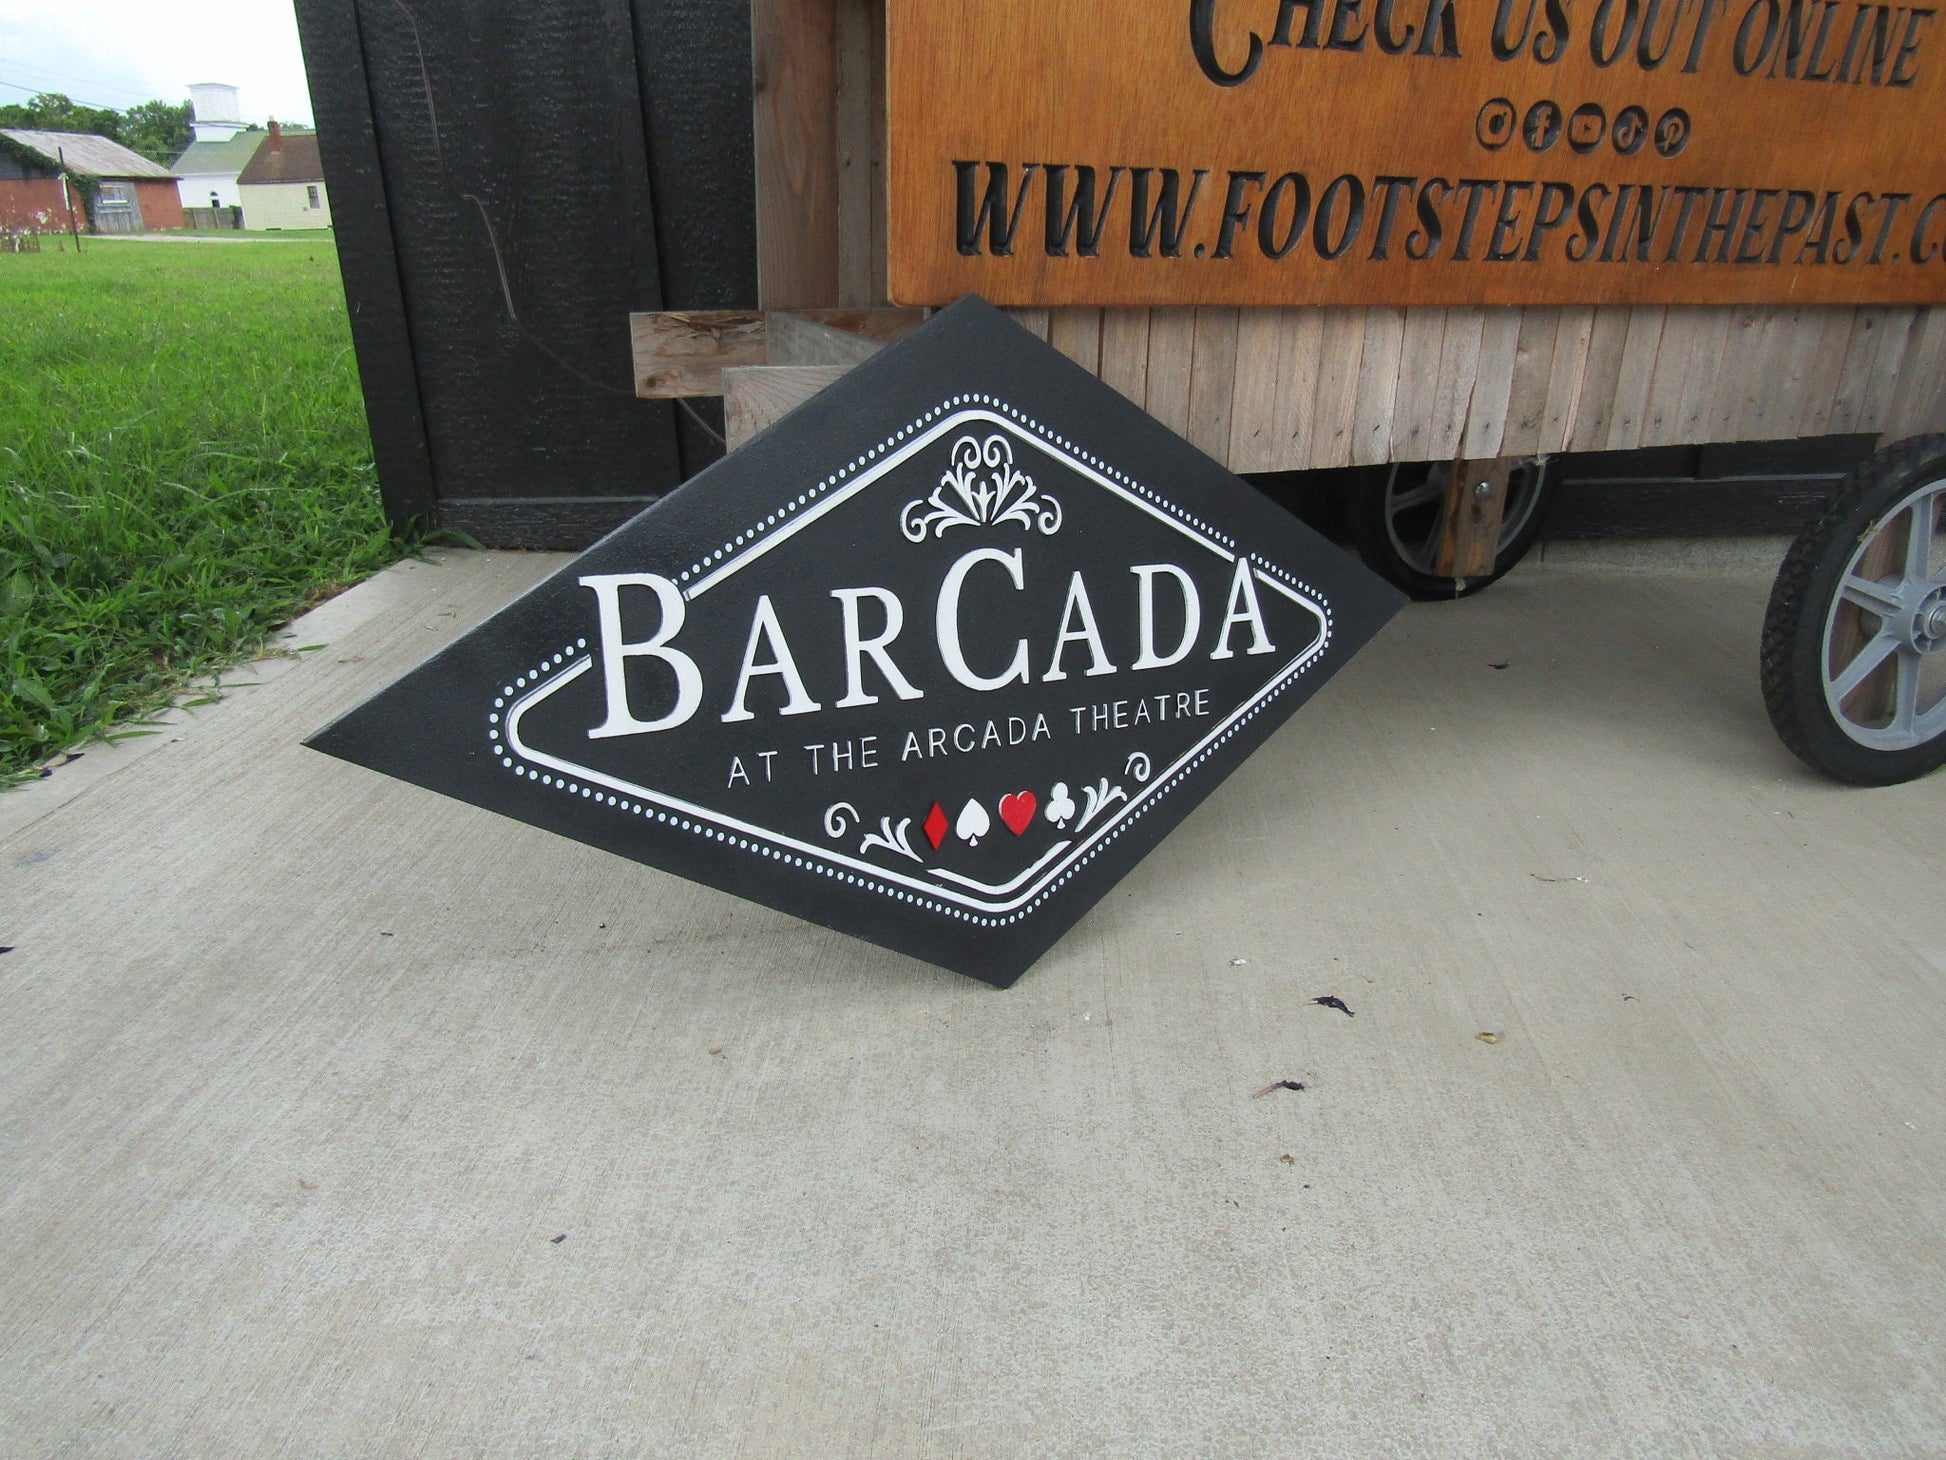 CHECK US OUT ONLINE
WWW.FOOTSTEPSINTHEPAST.C
BARCADA
AT THE ARCADA THEATRE